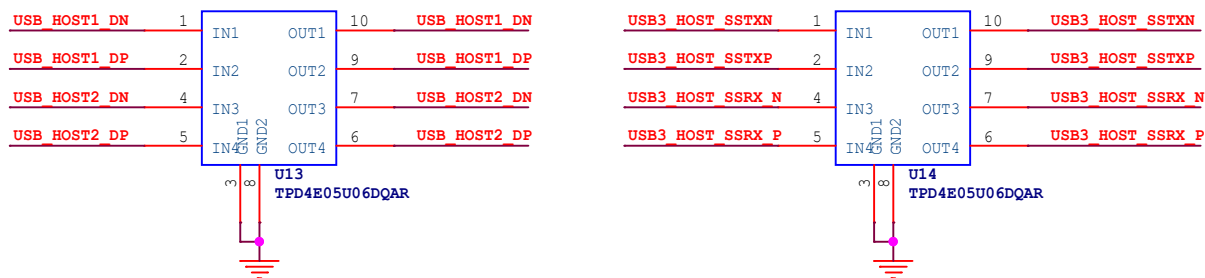 USB_HOST1_DN 1 IN1 OUT1 10 USB_HOST1_DN
USB_HOST1_DP 2 IN2 OUT2 9 USB_HOST1_DP
USB_HOST2_DN 4 IN3 OUT3 7 USB_HOST2_DN
USB_HOST2_DP 5 IN4 OUT4 6 USB_HOST2_DP
GND1 GND2
3 8
U13
TPD4E05U06DQAR
USB3_HOST_SSTXN 1 IN1 OUT1 10 USB3_HOST_SSTXN
USB3_HOST_SSTXP 2 IN2 OUT2 9 USB3_HOST_SSTXP
USB3_HOST_SSRX_N 4 IN3 OUT3 7 USB3_HOST_SSRX_N
USB3_HOST_SSRX_P 5 IN4 OUT4 6 USB3_HOST_SSRX_P
GND1 GND2
3 8
U14
TPD4E05U06DQAR